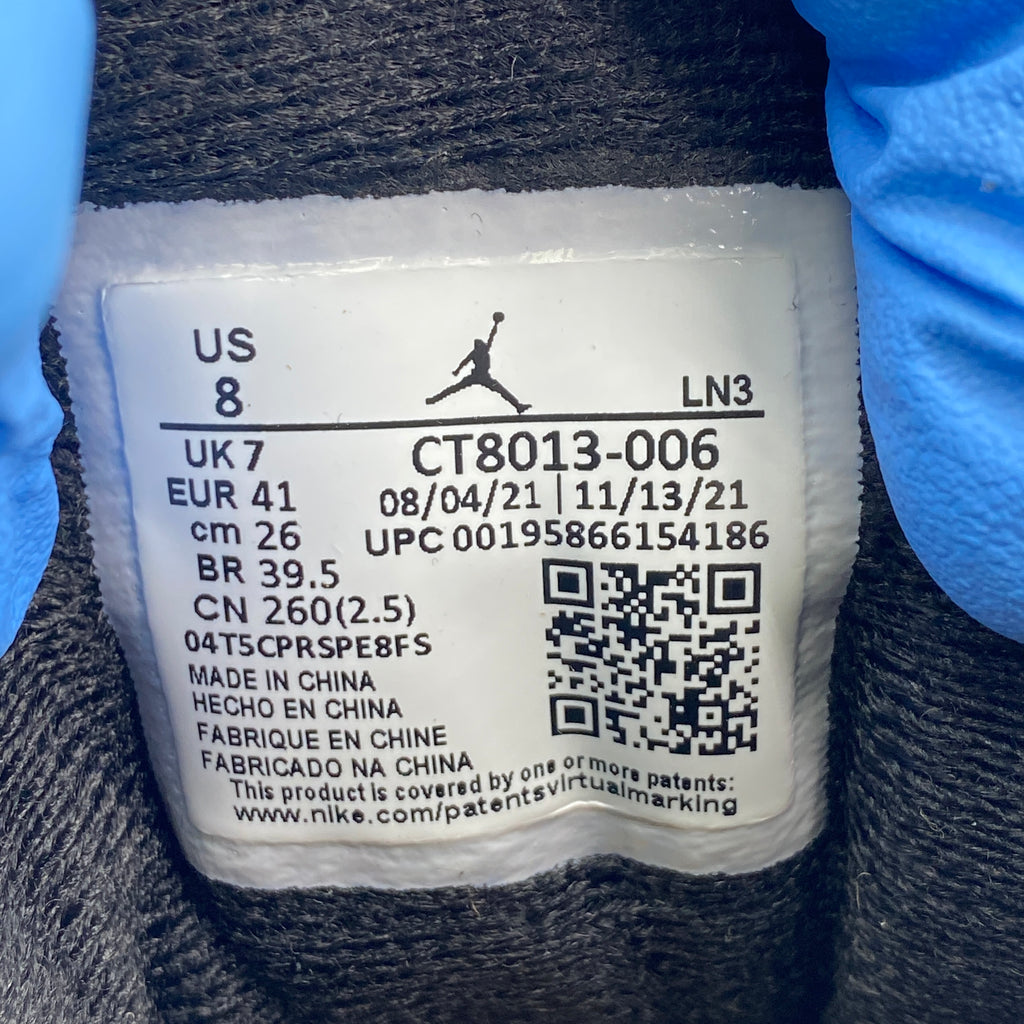 US
8
LN3
UK 7
CT8013-006
EUR 41
08/04/21 | 11/13/21
cm 26
UPC 00195866154186
BR 39.5
CN 260(2.5)
04T5CPRSPE8FS
MADE IN CHINA
HECHO EN CHINA
FABRIQUE EN CHINE
FABRICADO NA CHINA
This product is covered by one or more patents:
www.nike.com/patentsvirtualmarking